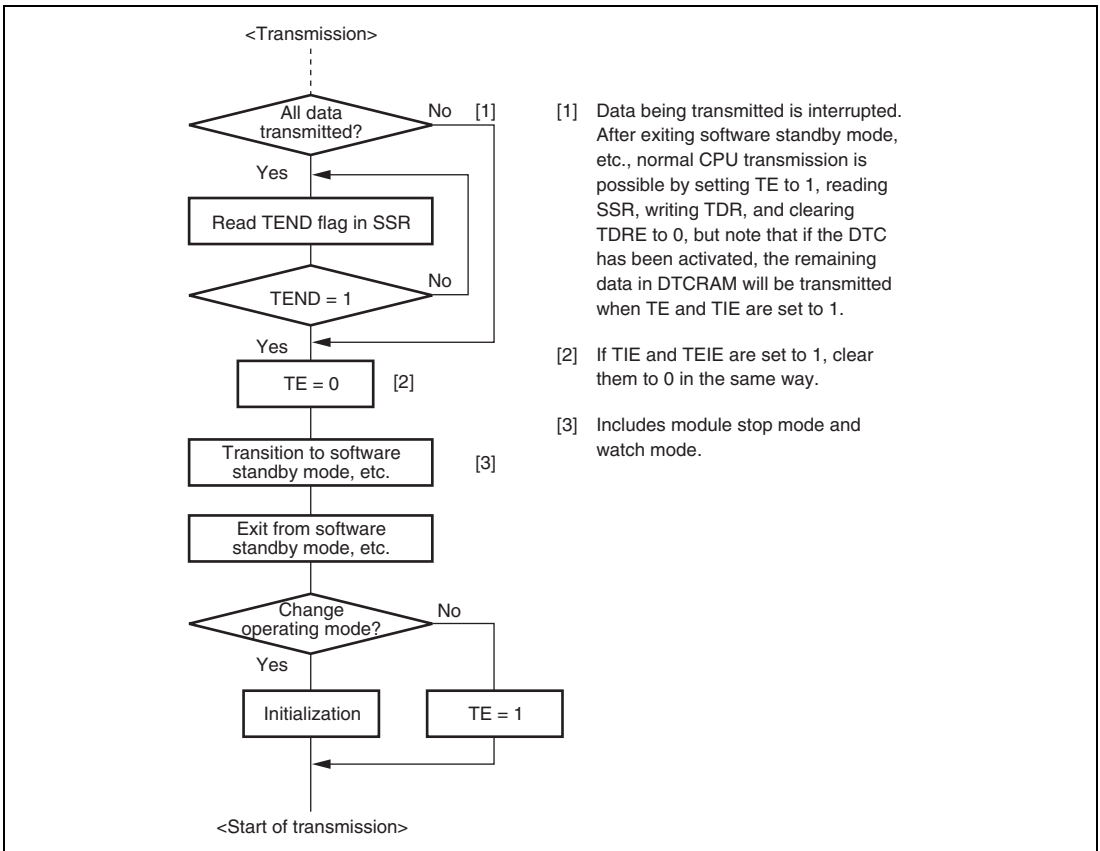 <Transmission>
All data
transmitted?
No [1]
Yes
Read TEND flag in SSR
TEND = 1
No
Yes
TE = 0
[2]
Transition to software
standby mode, etc.
[3]
Exit from software
standby mode, etc.
Change
operating mode?
No
Yes
Initialization
TE = 1
<Start of transmission>
[1] Data being transmitted is interrupted.
After exiting software standby mode,
etc., normal CPU transmission is
possible by setting TE to 1, reading
SSR, writing TDR, and clearing
TDRE to 0, but note that if the DTC
has been activated, the remaining
data in DTCRAM will be transmitted
when TE and TIE are set to 1.
[2] If TIE and TEIE are set to 1, clear
them to 0 in the same way.
[3] Includes module stop mode and
watch mode.